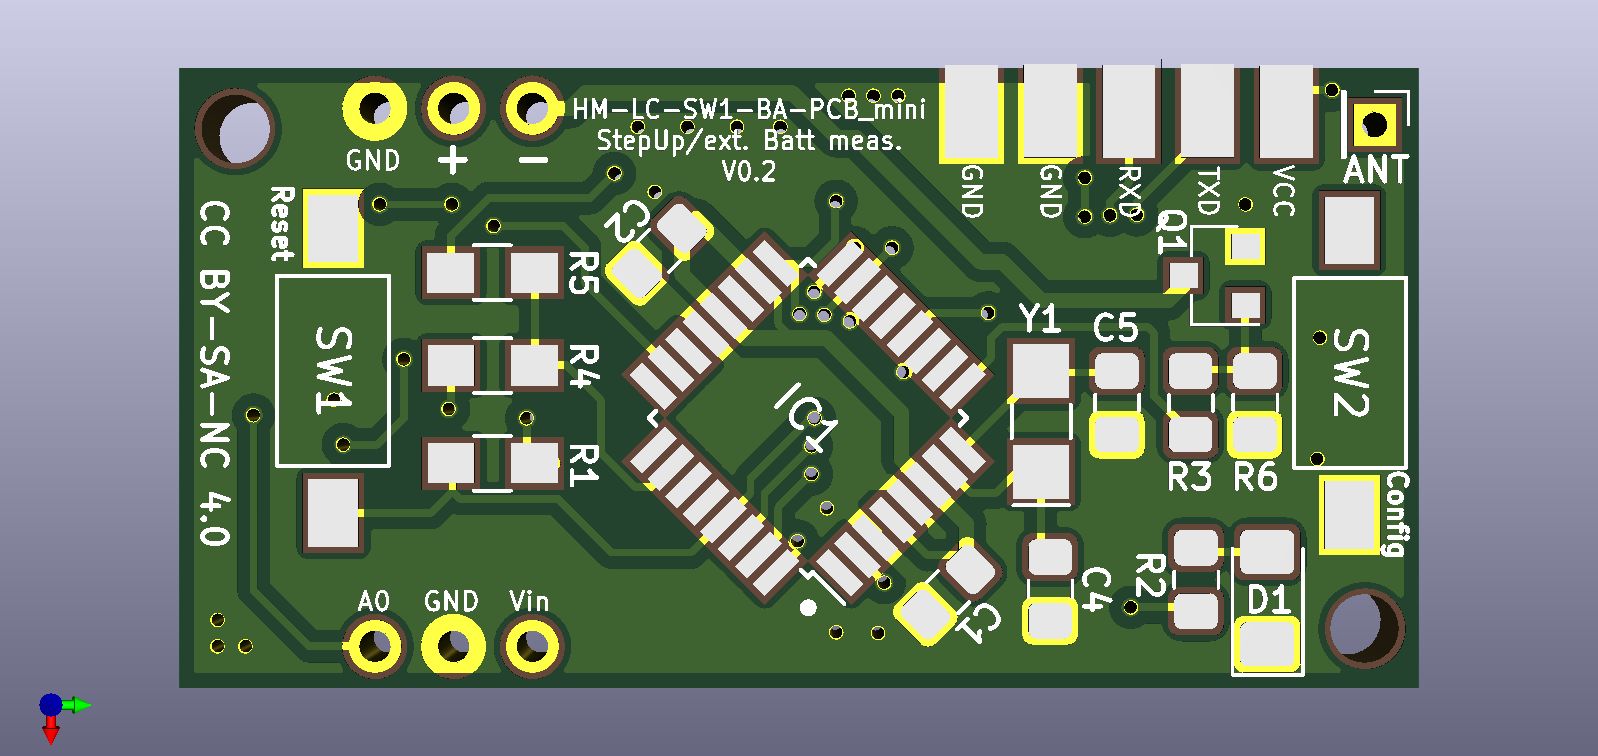 HM-LC-SW1-BA-PCB_mini
StepUp/ext. Batt meas.
V0.2
GND
+
-
GND
GND
RXD
TXD
VCC
ANT
Reset
CC BY-SA-NC 4.0
SW1
R5
R4
R1
C2
IC1
Q1
Y1
C5
R3
R6
SW2
Config
C1
C4
R2
D1
A0
GND
Vin